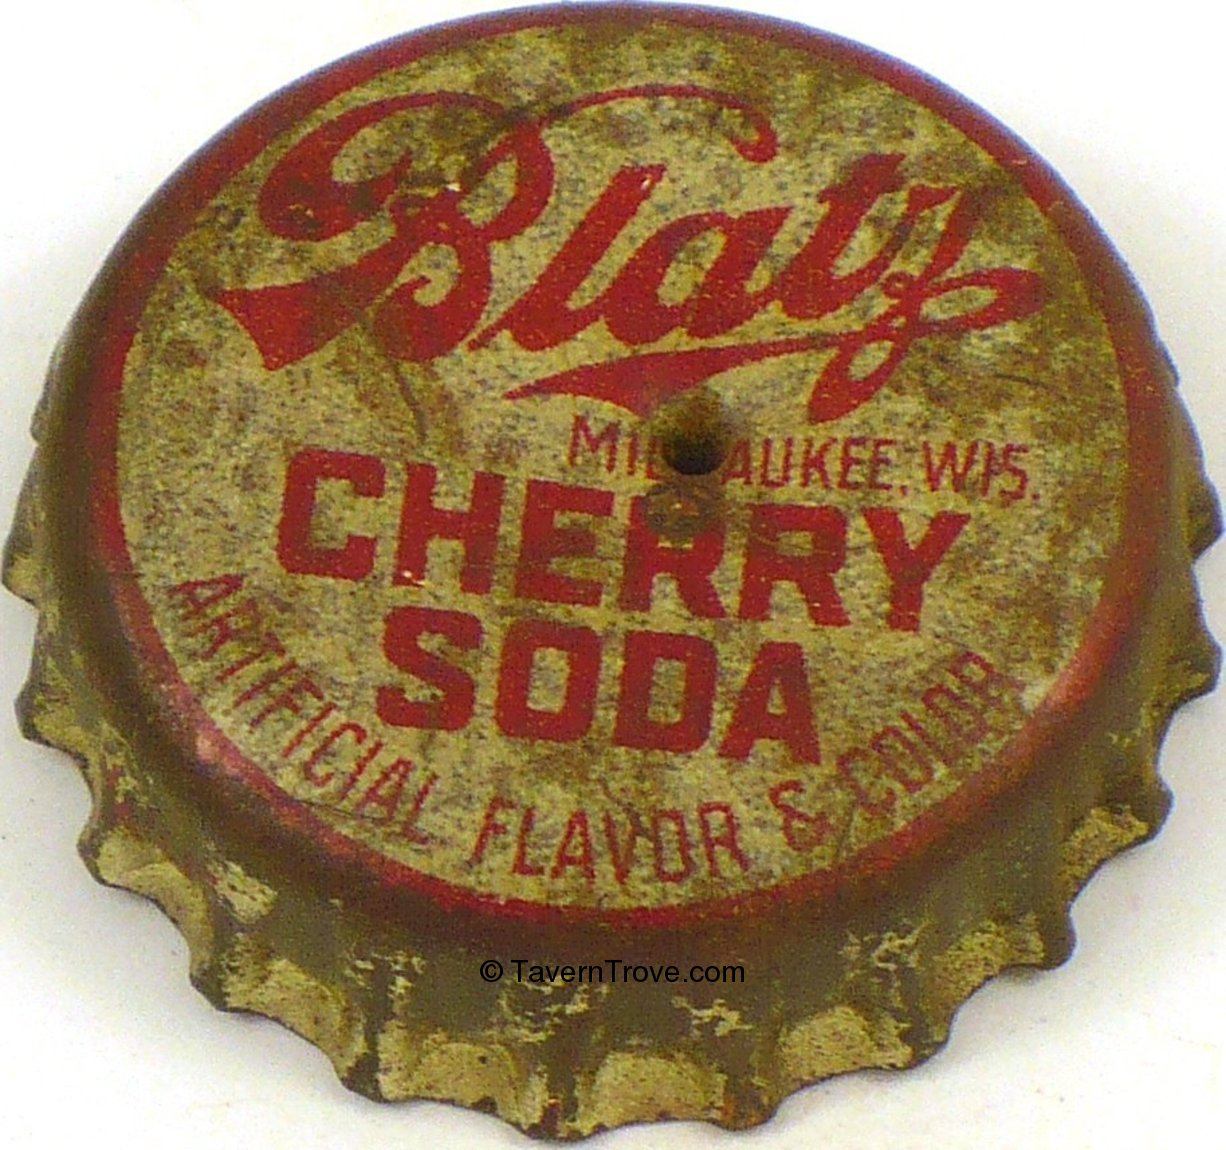 Blatz
MILWAUKEE, WIS.
CHERRY
SODA
ARTIFICIAL FLAVOR & COLOR
© TavernTrove.com